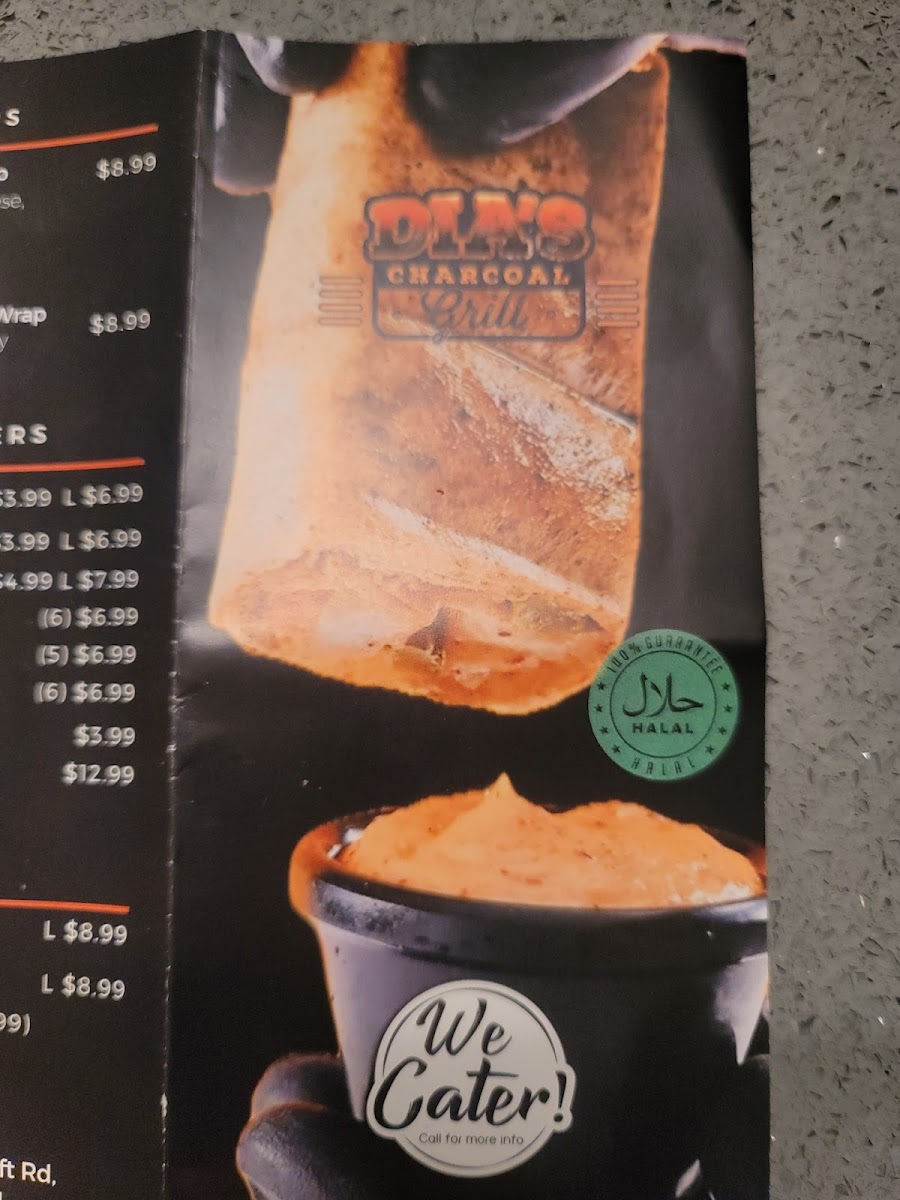 S
$8.99
ese,
Wrap
$8.99
y
ERS
$3.99 L $6.99
$3.99 L $6.99
$4.99 L $7.99
(6) $6.99
(5) $6.99
(6) $6.99
$3.99
$12.99
L $8.99
L $8.99
99)
ft Rd,
DIA'S
CHARCOAL
Grill
100% GUARANTEE
حلال
HALAL
HALAL
We
Cater!
Call for more info